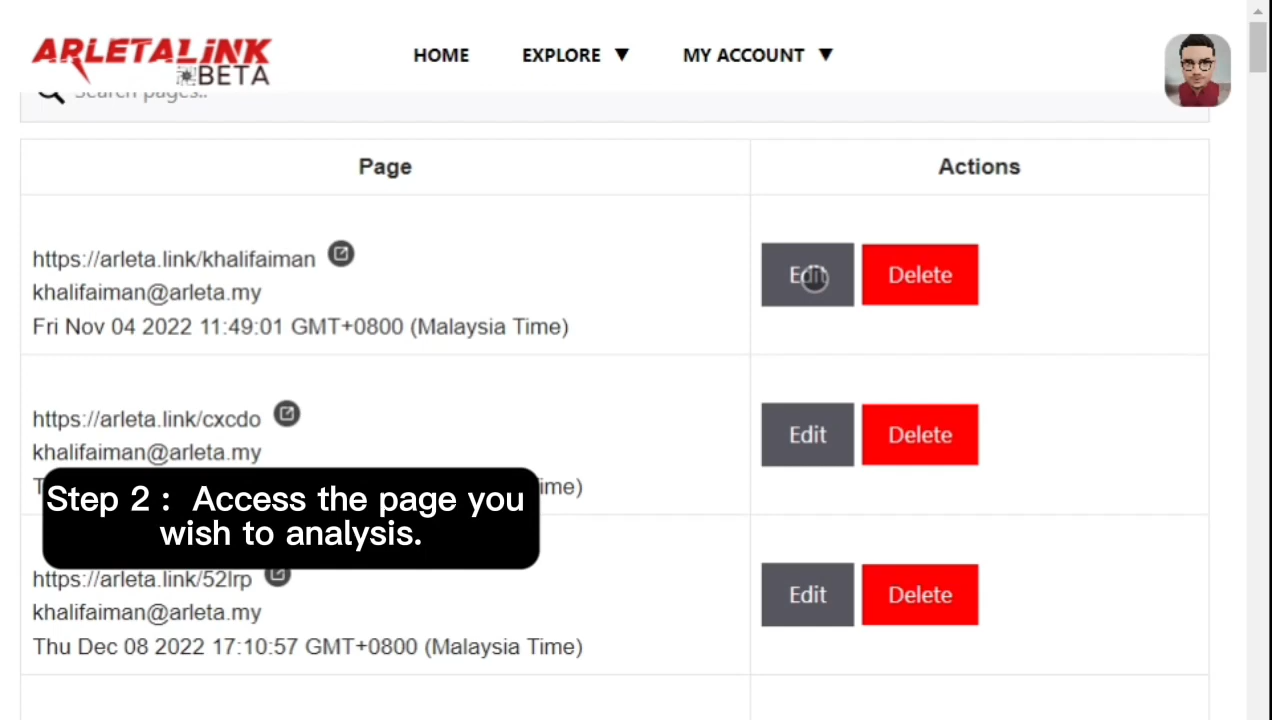 ARLETALINK
BETA
HOME
EXPLORE ▼
MY ACCOUNT ▼
Search pages..
Page
Actions
https://arleta.link/khalifaiman
khalifaiman@arleta.my
Fri Nov 04 2022 11:49:01 GMT+0800 (Malaysia Time)
Edit
Delete
https://arleta.link/cxcdo
khalifaiman@arleta.my
ime)
Edit
Delete
Step 2 : Access the page you
wish to analysis.
https://arleta.link/52lrp
khalifaiman@arleta.my
Thu Dec 08 2022 17:10:57 GMT+0800 (Malaysia Time)
Edit
Delete